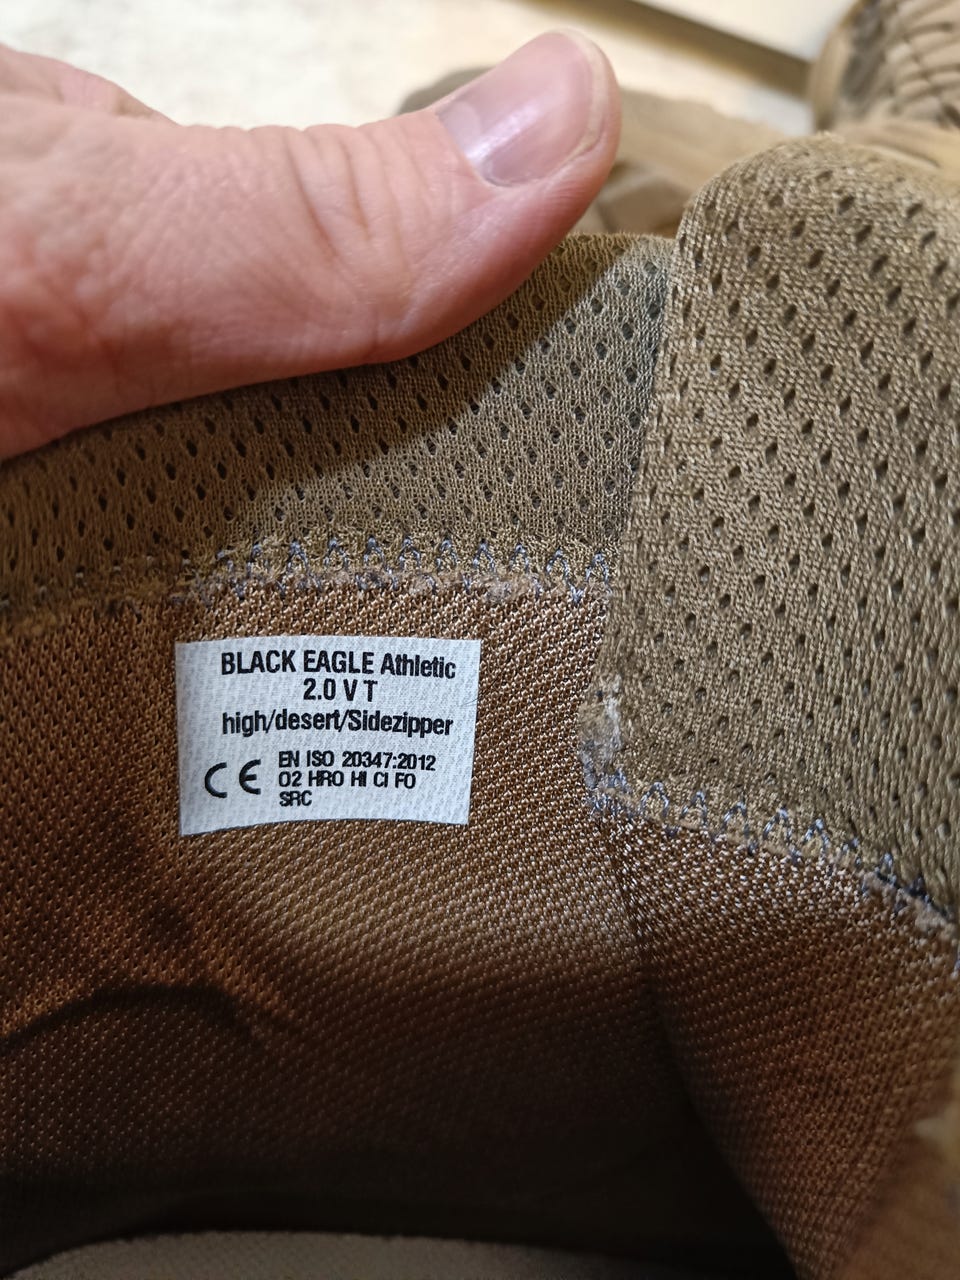 BLACK EAGLE Athletic
2.0 V T
high/desert/Sidezipper
CE
EN ISO 20347:2012
O2 HRO HI CI FO
SRC